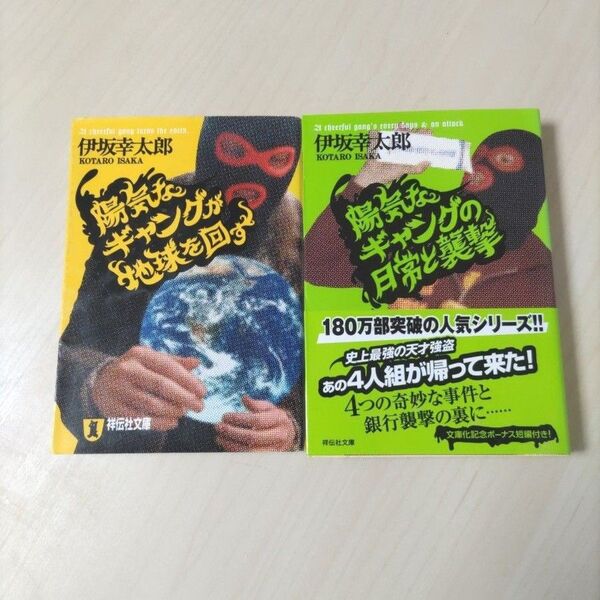 A cheerful gang turns the earth.
伊坂幸太郎
KOTARO ISAKA
陽気な
ギャングが
地球を回す
祥伝社文庫
A cheerful gang's every days & an attack
伊坂幸太郎
KOTARO ISAKA
陽気な
ギャングの
日常と襲撃
180万部突破の人気シリーズ!!
史上最強の天才強盗
あの4人組が帰って来た!
4つの奇妙な事件と
銀行襲撃の裏に……
祥伝社文庫
文庫化記念ボーナス短編付き!